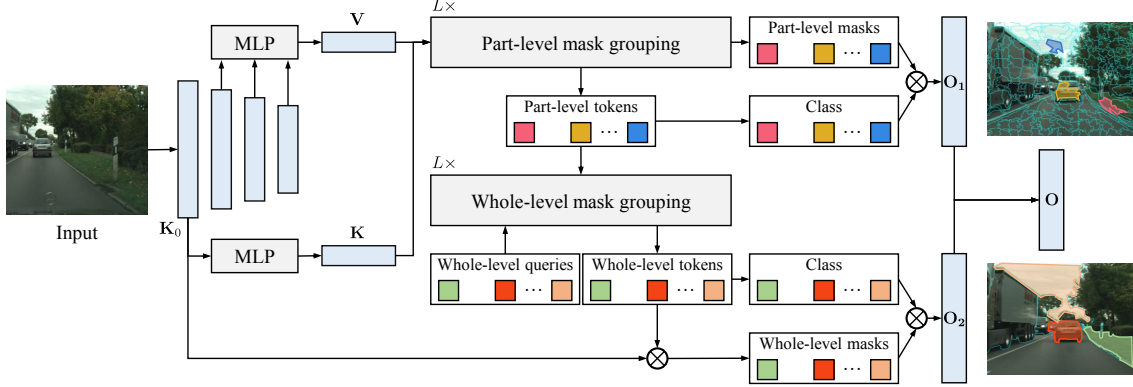 L×
V
MLP
Part-level mask grouping
Part-level masks
...
O₁
Part-level tokens
...
Class
...
L×
Whole-level mask grouping
O
Input
K₀
MLP
K
Whole-level queries
...
Whole-level tokens
...
Class
...
O₂
Whole-level masks
...